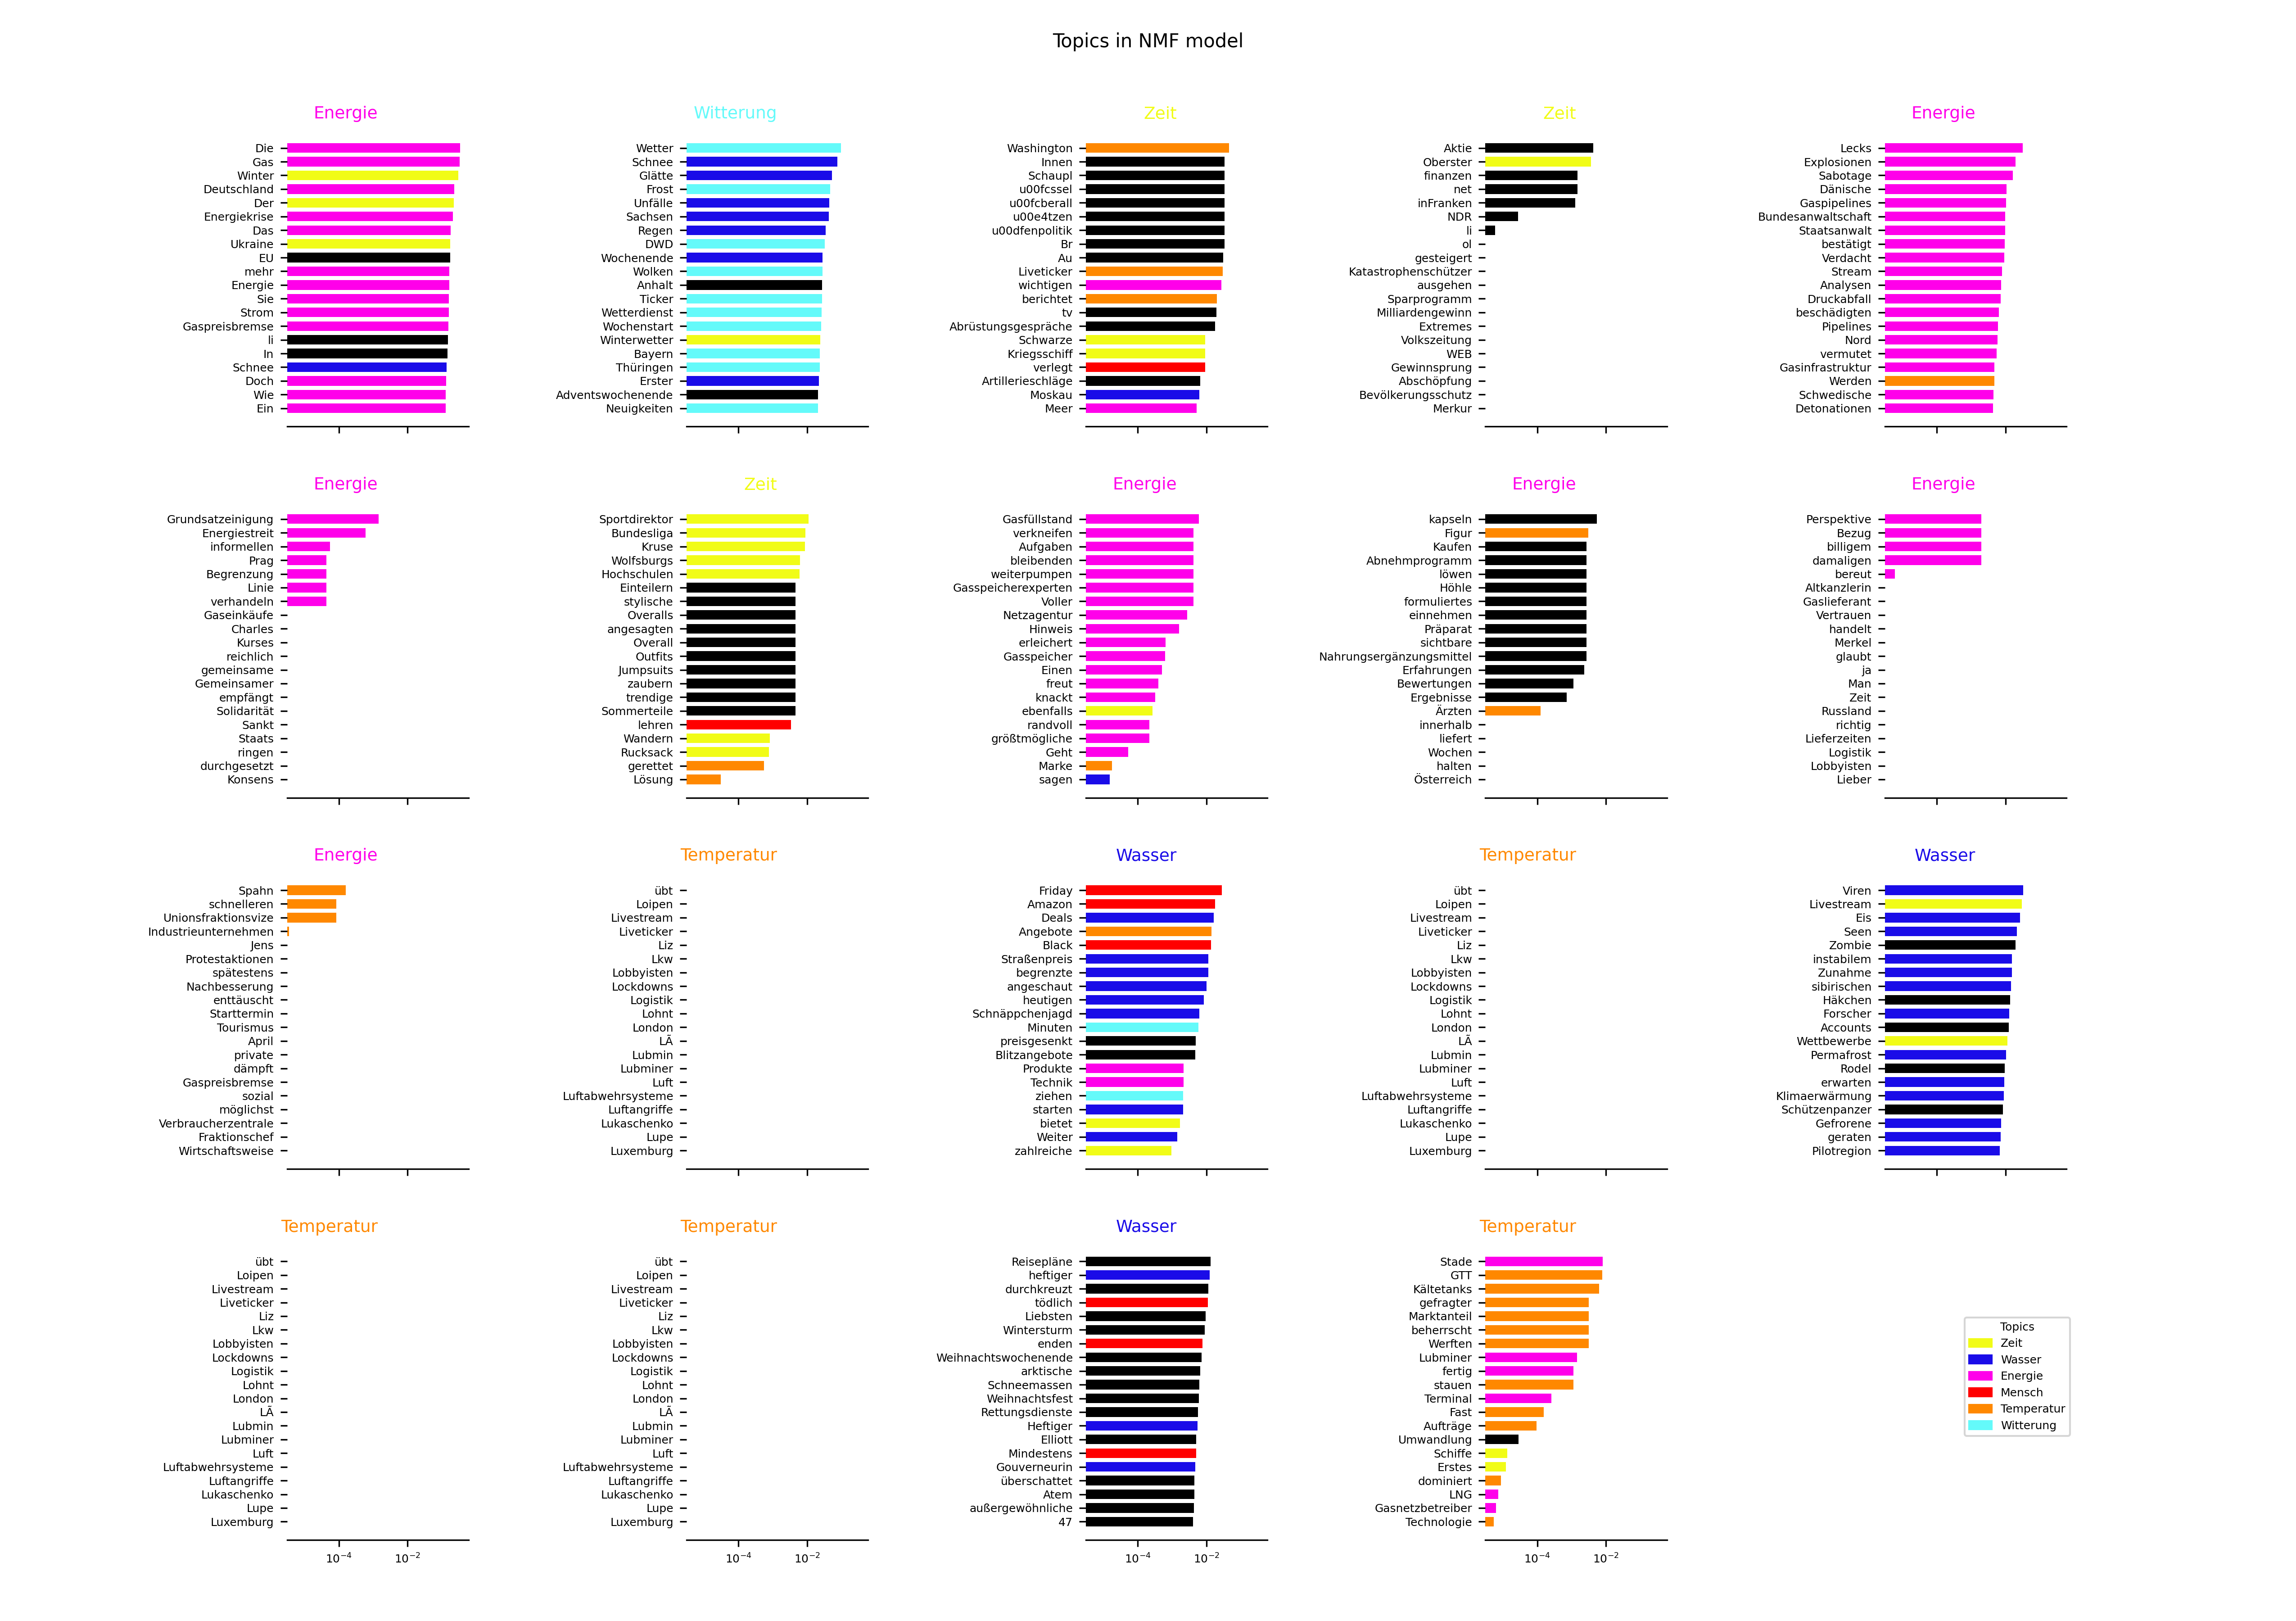 Topics in NMF model
Energie
Die
Gas
Winter
Deutschland
Der
Energiekrise
Das
Ukraine
EU
mehr
Energie
Sie
Strom
Gaspreisbremse
li
In
Schnee
Doch
Wie
Ein
Witterung
Wetter
Schnee
Glätte
Frost
Unfälle
Sachsen
Regen
DWD
Wochenende
Wolken
Anhalt
Ticker
Wetterdienst
Wochenstart
Winterwetter
Bayern
Thüringen
Erster
Adventswochenende
Neuigkeiten
Zeit
Washington
Innen
Schaupl
u00fcssel
u00fcberall
u00e4tzen
u00dfenpolitik
Br
Au
Liveticker
wichtigen
berichtet
tv
Abrüstungsgespräche
Schwarze
Kriegsschiff
verlegt
Artillerieschläge
Moskau
Meer
Zeit
Aktie
Oberster
finanzen
net
inFranken
NDR
li
ol
gesteigert
Katastrophenschützer
ausgehen
Sparprogramm
Milliardengewinn
Extremes
Volkszeitung
WEB
Gewinnsprung
Abschöpfung
Bevölkerungsschutz
Merkur
Energie
Lecks
Explosionen
Sabotage
Dänische
Gaspipelines
Bundesanwaltschaft
Staatsanwalt
bestätigt
Verdacht
Stream
Analysen
Druckabfall
beschädigten
Pipelines
Nord
vermutet
Gasinfrastruktur
Werden
Schwedische
Detonationen
Energie
Grundsatzeinigung
Energiestreit
informellen
Prag
Begrenzung
Linie
verhandeln
Gaseinkäufe
Charles
Kurses
reichlich
gemeinsame
Gemeinsamer
empfängt
Solidarität
Sankt
Staats
ringen
durchgesetzt
Konsens
Zeit
Sportdirektor
Bundesliga
Kruse
Wolfsburgs
Hochschulen
Einteilern
stylische
Overalls
angesagten
Overall
Outfits
Jumpsuits
zaubern
trendige
Sommerteile
lehren
Wandern
Rucksack
gerettet
Lösung
Energie
Gasfüllstand
verkneifen
Aufgaben
bleibenden
weiterpumpen
Gasspeicherexperten
Voller
Netzagentur
Hinweis
erleichert
Gasspeicher
Einen
freut
knackt
ebenfalls
randvoll
größtmögliche
Geht
Marke
sagen
Energie
kapseln
Figur
Kaufen
Abnehmprogramm
löwen
Höhle
formuliertes
einnehmen
Präparat
sichtbare
Nahrungsergänzungsmittel
Erfahrungen
Bewertungen
Ergebnisse
Ärzten
innerhalb
liefert
Wochen
halten
Österreich
Energie
Perspektive
Bezug
billigem
damaligen
bereut
Altkanzlerin
Gaslieferant
Vertrauen
handelt
Merkel
glaubt
ja
Man
Zeit
Russland
richtig
Lieferzeiten
Logistik
Lobbyisten
Lieber
Energie
Spahn
schnelleren
Unionsfraktionsvize
Industrieunternehmen
Jens
Protestaktionen
spätestens
Nachbesserung
enttäuscht
Starttermin
Tourismus
April
private
dämpft
Gaspreisbremse
sozial
möglichst
Verbraucherzentrale
Fraktionschef
Wirtschaftsweise
Temperatur
übt
Loipen
Livestream
Liveticker
Liz
Lkw
Lobbyisten
Lockdowns
Logistik
Lohnt
London
LÃ
Lubmin
Lubminer
Luft
Luftabwehrsysteme
Luftangriffe
Lukaschenko
Lupe
Luxemburg
Wasser
Friday
Amazon
Deals
Angebote
Black
Straßenpreis
begrenzte
angeschaut
heutigen
Schnäppchenjagd
Minuten
preisgesenkt
Blitzangebote
Produkte
Technik
ziehen
starten
bietet
Weiter
zahlreiche
Temperatur
übt
Loipen
Livestream
Liveticker
Liz
Lkw
Lobbyisten
Lockdowns
Logistik
Lohnt
London
LÃ
Lubmin
Lubminer
Luft
Luftabwehrsysteme
Luftangriffe
Lukaschenko
Lupe
Luxemburg
Wasser
Viren
Livestream
Eis
Seen
Zombie
instabilem
Zunahme
sibirischen
Häkchen
Forscher
Accounts
Wettbewerbe
Permafrost
Rodel
erwarten
Klimaerwärmung
Schützenpanzer
Gefrorene
geraten
Pilotregion
Temperatur
übt
Loipen
Livestream
Liveticker
Liz
Lkw
Lobbyisten
Lockdowns
Logistik
Lohnt
London
LÃ
Lubmin
Lubminer
Luft
Luftabwehrsysteme
Luftangriffe
Lukaschenko
Lupe
Luxemburg
10⁻⁴ 10⁻²
Temperatur
übt
Loipen
Livestream
Liveticker
Liz
Lkw
Lobbyisten
Lockdowns
Logistik
Lohnt
London
LÃ
Lubmin
Lubminer
Luft
Luftabwehrsysteme
Luftangriffe
Lukaschenko
Lupe
Luxemburg
10⁻⁴ 10⁻²
Wasser
Reisepläne
heftiger
durchkreuzt
tödlich
Liebsten
Wintersturm
enden
Weihnachtswochenende
arktische
Schneemassen
Weihnachtsfest
Rettungsdienste
Heftiger
Elliott
Mindestens
Gouverneurin
überschattet
Atem
außergewöhnliche
47
10⁻⁴ 10⁻²
Temperatur
Stade
GTT
Kältetanks
gefragter
Marktanteil
beherrscht
Werften
Lubminer
fertig
stauen
Terminal
Fast
Aufträge
Umwandlung
Schiffe
Erstes
dominiert
LNG
Gasnetzbetreiber
Technologie
10⁻⁴ 10⁻²
Topics
Zeit
Wasser
Energie
Mensch
Temperatur
Witterung